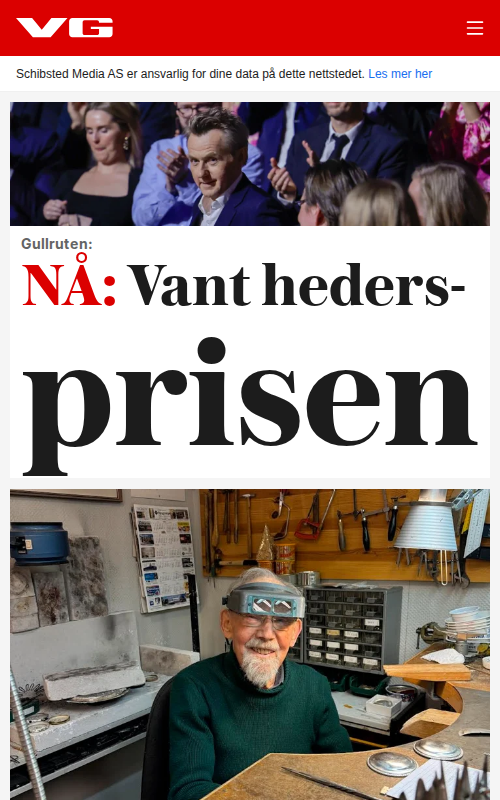 VG
Schibsted Media AS er ansvarlig for dine data på dette nettstedet. Les mer her
Gullruten:
NÅ: Vant heders-
prisen